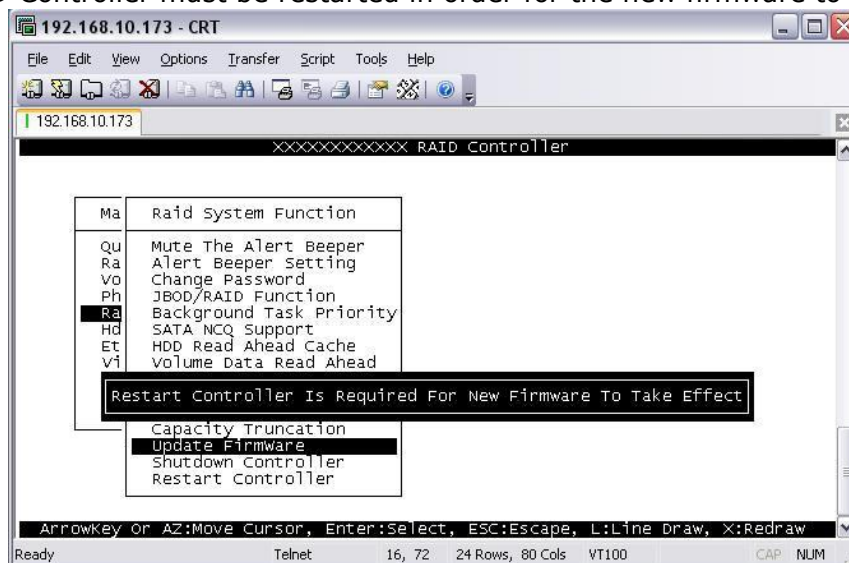 Controller must be restarted in order for the new firmware to
192.168.10.173 - CRT
File Edit View Options Transfer Script Tools Help
192.168.10.173
XXXXXXXXXXXX RAID Controller
Ma Raid System Function
Qu Mute The Alert Beeper
Ra Alert Beeper Setting
Vo Change Password
Ph JBOD/RAID Function
Ra Background Task Priority
Hd SATA NCQ Support
Et HDD Read Ahead Cache
Vi Volume Data Read Ahead
Restart Controller Is Required For New Firmware To Take Effect
Capacity Truncation
Update Firmware
Shutdown Controller
Restart Controller
ArrowKey Or AZ:Move Cursor, Enter:Select, ESC:Escape, L:Line Draw, X:Redraw
Ready Telnet 16, 72 24 Rows, 80 Cols VT100 CAP NUM